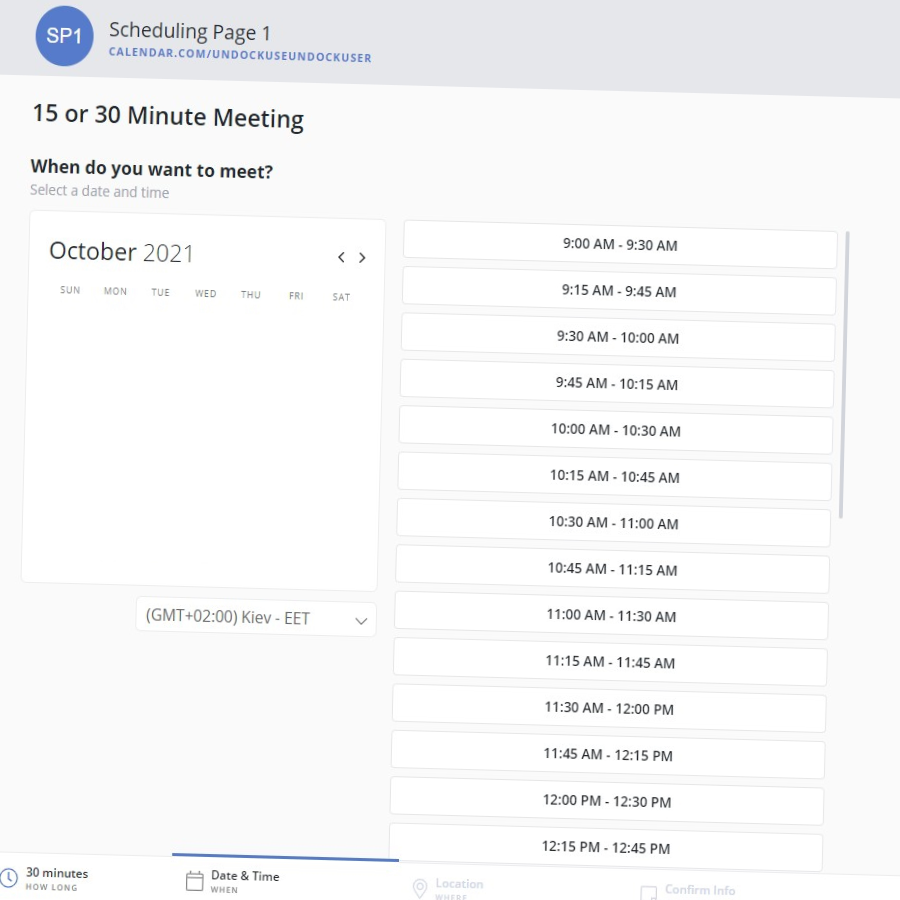 SP1
Scheduling Page 1
CALENDAR.COM/UNDOCKUSEUNDOCKUSER
15 or 30 Minute Meeting
When do you want to meet?
Select a date and time
October 2021
SUN MON TUE WED THU FRI SAT
(GMT+02:00) Kiev - EET
9:00 AM - 9:30 AM
9:15 AM - 9:45 AM
9:30 AM - 10:00 AM
9:45 AM - 10:15 AM
10:00 AM - 10:30 AM
10:15 AM - 10:45 AM
10:30 AM - 11:00 AM
10:45 AM - 11:15 AM
11:00 AM - 11:30 AM
11:15 AM - 11:45 AM
11:30 AM - 12:00 PM
11:45 AM - 12:15 PM
12:00 PM - 12:30 PM
12:15 PM - 12:45 PM
30 minutes
HOW LONG
Date & Time
WHEN
Location
WHERE
Confirm Info